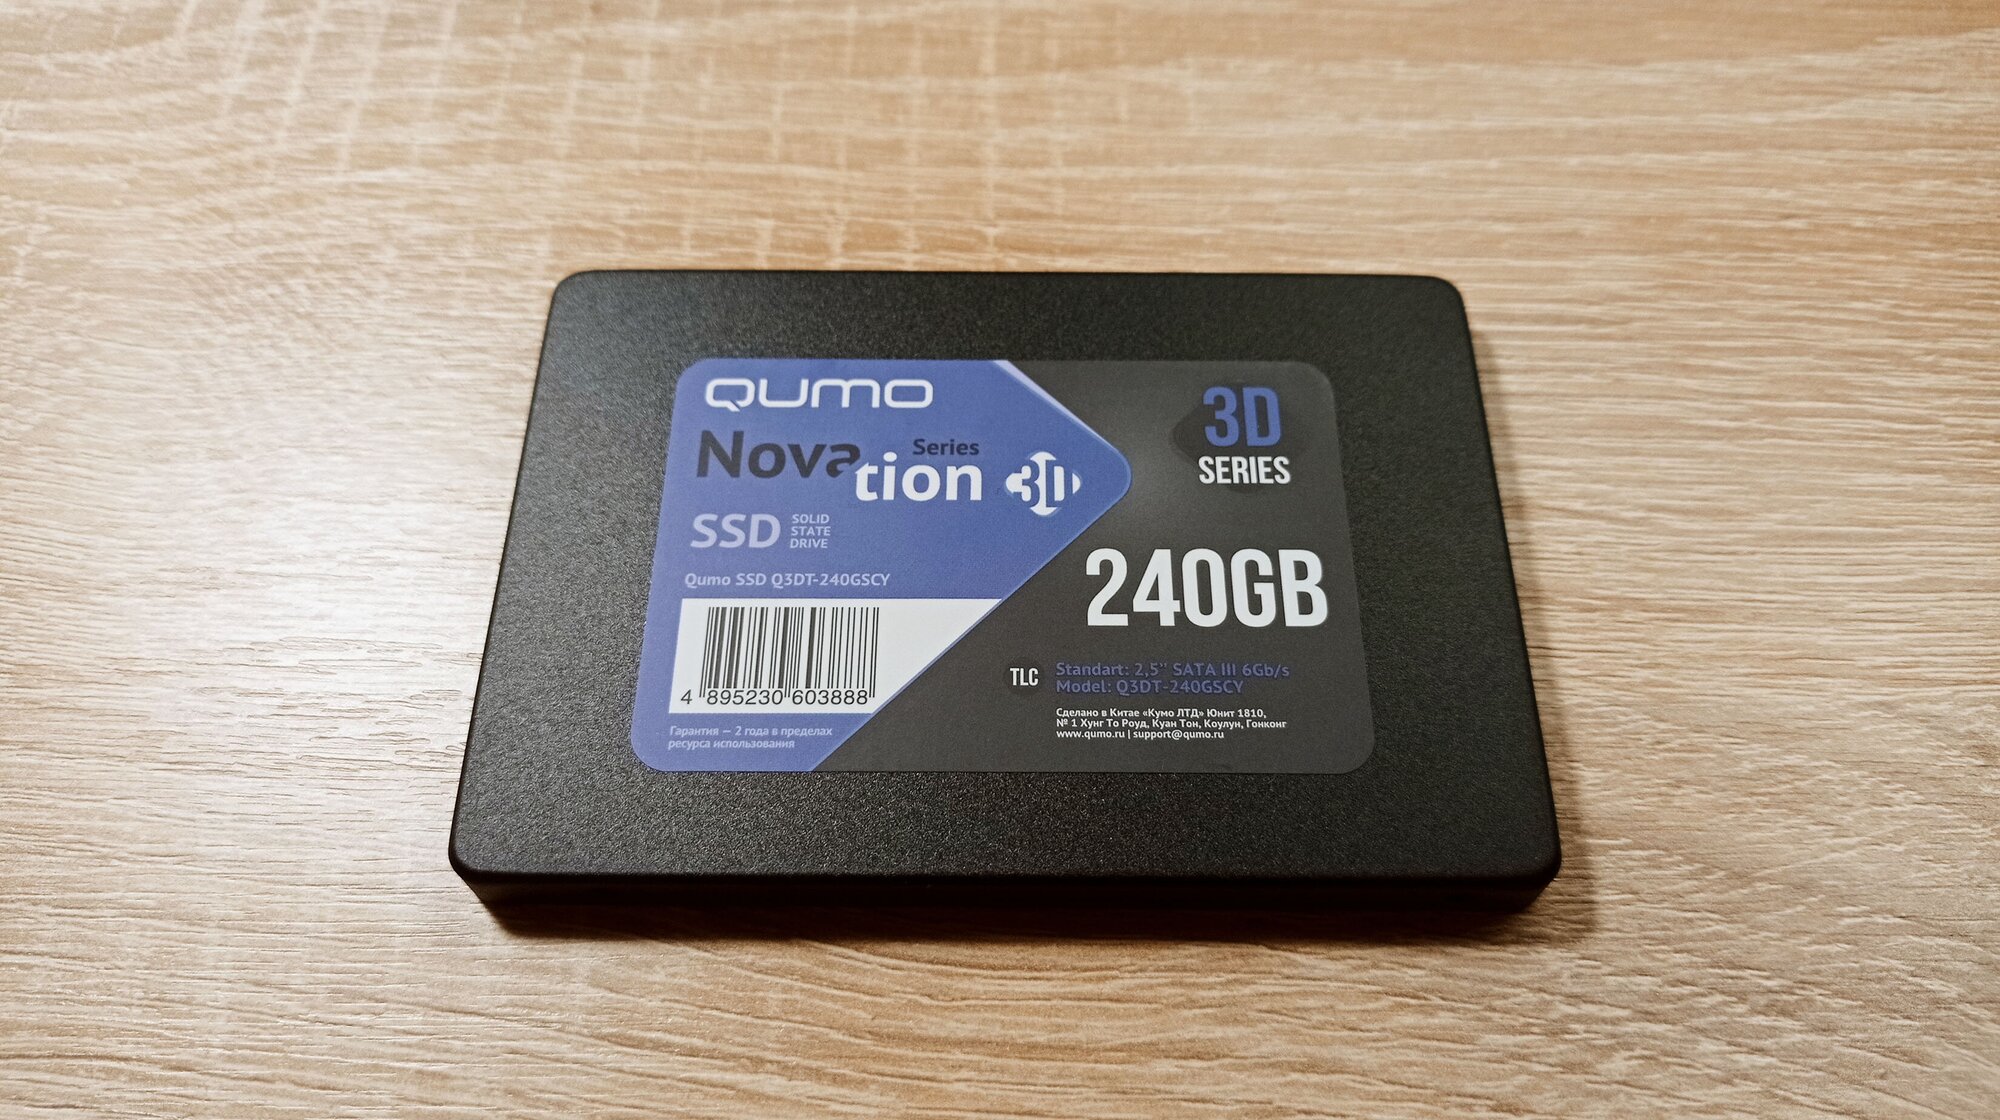 QUMO
Novation Series 3D
SSD SOLID
STATE
DRIVE
Qumo SSD Q3DT-240GSCY
4 895230 603888
Гарантия — 2 года в пределах
ресурса использования
3D
SERIES
240GB
TLC
Standart: 2,5” SATA III 6Gb/s
Model: Q3DT-240GSCY
Сделано в Китае «Кумо ЛТД» Юнит 1810,
№ 1 Хунг То Роуд, Куан Тон, Коулун, Гонконг
www.qumo.ru | support@qumo.ru